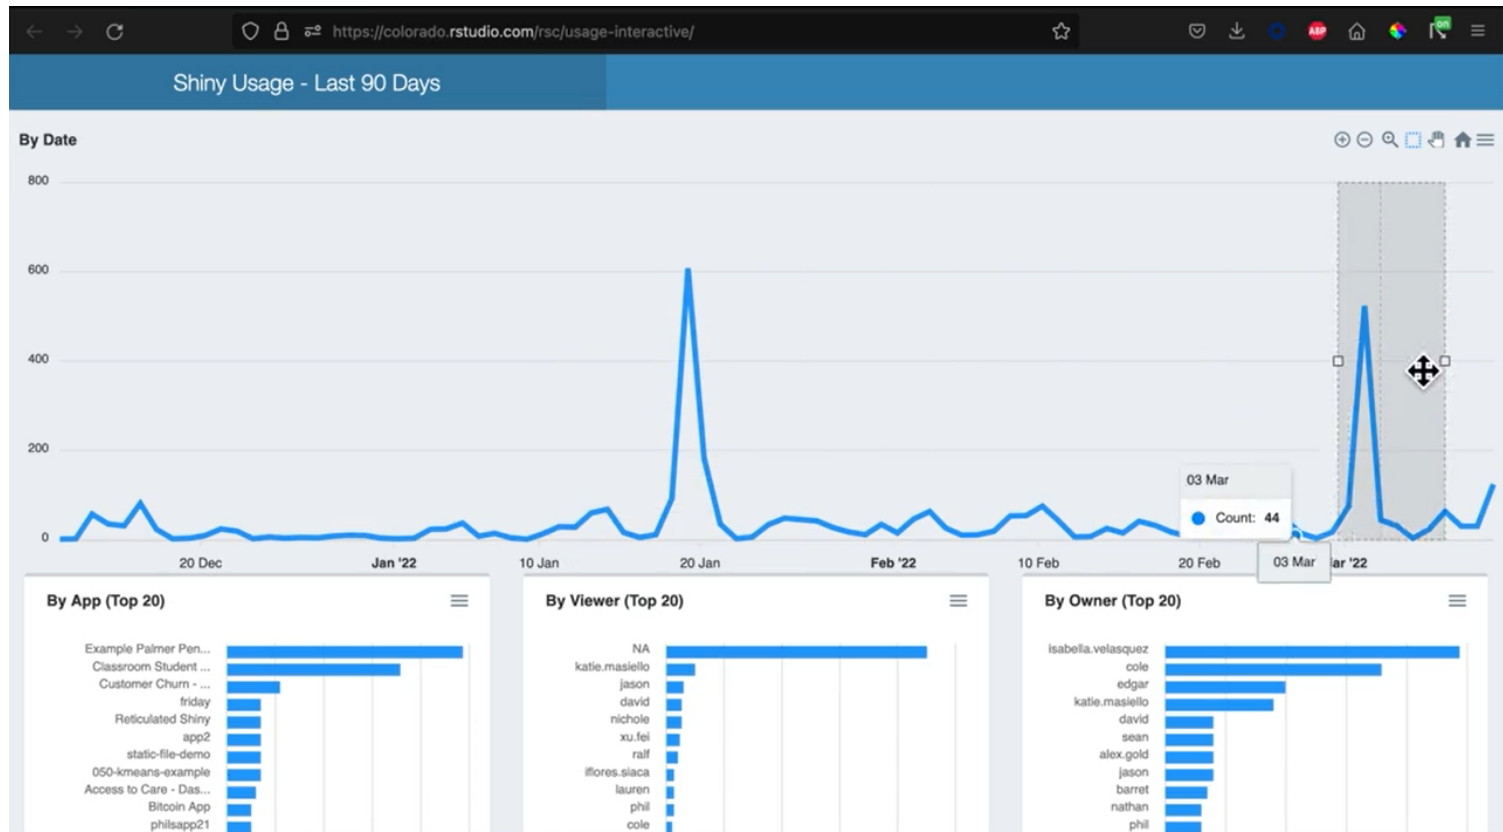 https://colorado.rstudio.com/rsc/usage-interactive/
ABP
on
Shiny Usage - Last 90 Days
By Date
800
600
400
200
0
03 Mar
Count: 44
20 Dec
Jan '22
10 Jan
20 Jan
Feb '22
10 Feb
20 Feb
03 Mar
ar '22
By App (Top 20)
Example Palmer Pen...
Classroom Student ...
Customer Churn - ...
friday
Reticulated Shiny
app2
static-file-demo
050-kmeans-example
Access to Care - Das...
Bitcoin App
philsapp21
By Viewer (Top 20)
NA
katie.masiello
jason
david
nichole
xu.fei
ralf
iflores.siaca
lauren
phil
cole
By Owner (Top 20)
isabella.velasquez
cole
edgar
katie.masiello
david
sean
alex.gold
jason
barret
nathan
phil